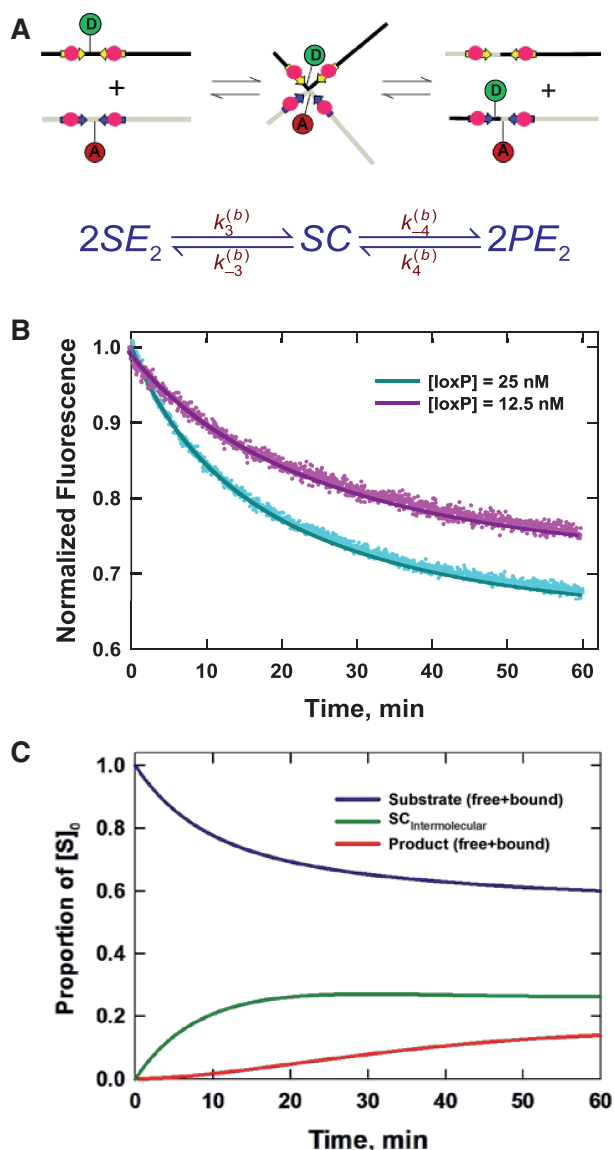 A
D
D
D
+
+
A
A
A
2SE₂ k₃⁽ᵇ⁾ k₋₃⁽ᵇ⁾ SC k₋₄⁽ᵇ⁾ k₄⁽ᵇ⁾ 2PE₂
B
Normalized Fluorescence
1.0
0.9
0.8
0.7
0.6
[loxP] = 25 nM
[loxP] = 12.5 nM
0 10 20 30 40 50 60
Time, min
C
Proportion of [S]₀
1.0
0.8
0.6
0.4
0.2
0.0
Substrate (free+bound)
SC Intermolecular
Product (free+bound)
0 10 20 30 40 50 60
Time, min